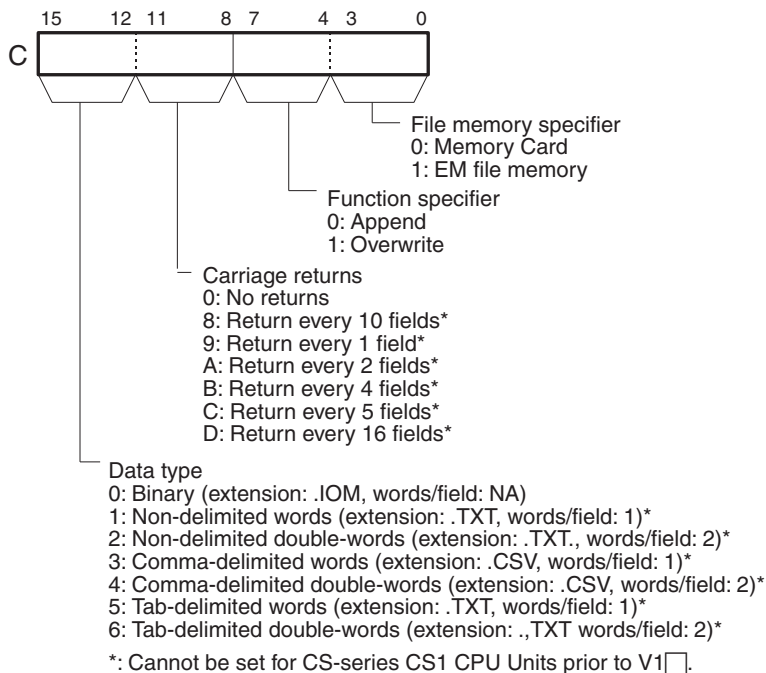 15 12 11 8 7 4 3 0
C
File memory specifier
0: Memory Card
1: EM file memory
Function specifier
0: Append
1: Overwrite
Carriage returns
0: No returns
8: Return every 10 fields*
9: Return every 1 field*
A: Return every 2 fields*
B: Return every 4 fields*
C: Return every 5 fields*
D: Return every 16 fields*
Data type
0: Binary (extension: .IOM, words/field: NA)
1: Non-delimited words (extension: .TXT, words/field: 1)*
2: Non-delimited double-words (extension: .TXT., words/field: 2)*
3: Comma-delimited words (extension: .CSV, words/field: 1)*
4: Comma-delimited double-words (extension: .CSV, words/field: 2)*
5: Tab-delimited words (extension: .TXT, words/field: 1)*
6: Tab-delimited double-words (extension: .,TXT words/field: 2)*
*: Cannot be set for CS-series CS1 CPU Units prior to V1□.